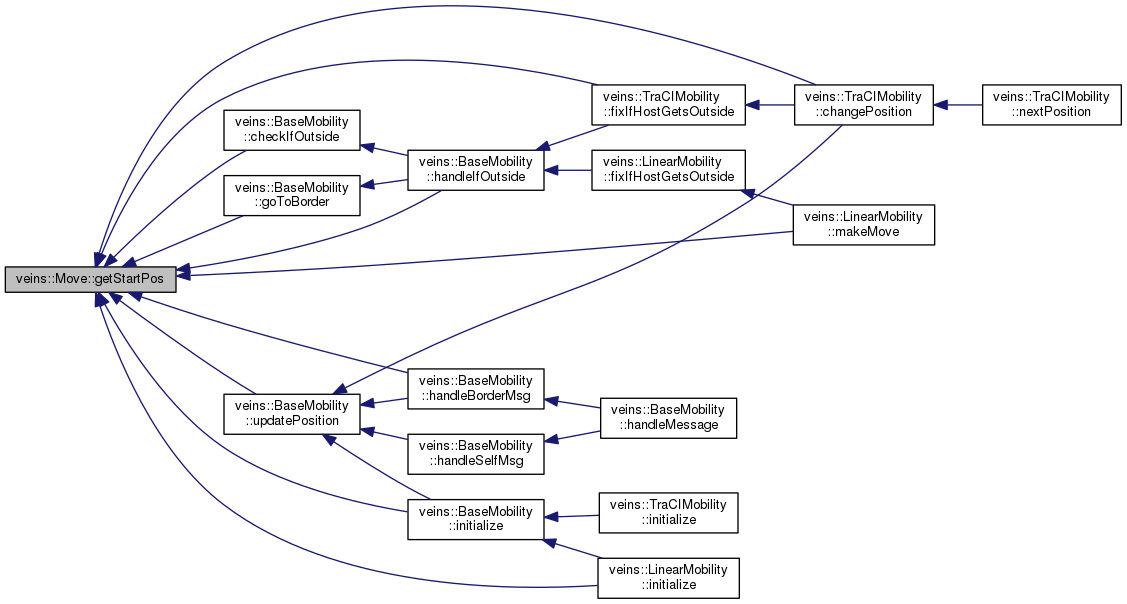 veins::Move::getStartPos
veins::BaseMobility
::checkIfOutside
veins::BaseMobility
::goToBorder
veins::BaseMobility
::handleIfOutside
veins::TraCIMobility
::fixIfHostGetsOutside
veins::LinearMobility
::fixIfHostGetsOutside
veins::TraCIMobility
::changePosition
veins::TraCIMobility
::nextPosition
veins::LinearMobility
::makeMove
veins::BaseMobility
::updatePosition
veins::BaseMobility
::handleBorderMsg
veins::BaseMobility
::handleSelfMsg
veins::BaseMobility
::handleMessage
veins::BaseMobility
::initialize
veins::TraCIMobility
::initialize
veins::LinearMobility
::initialize